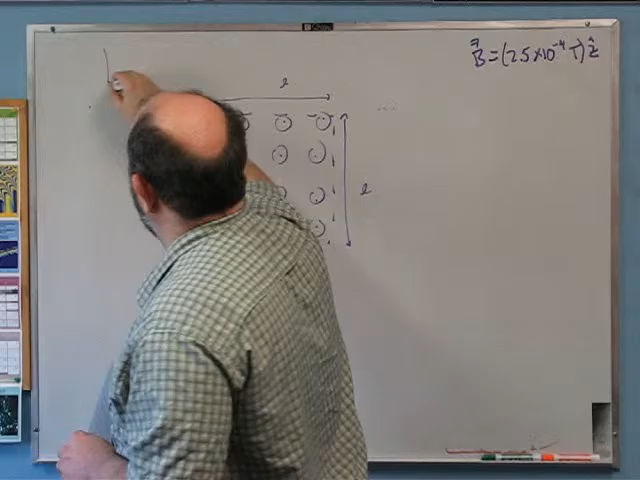 B⃗ = (2.5×10⁻⁴ T) ẑ
l
l